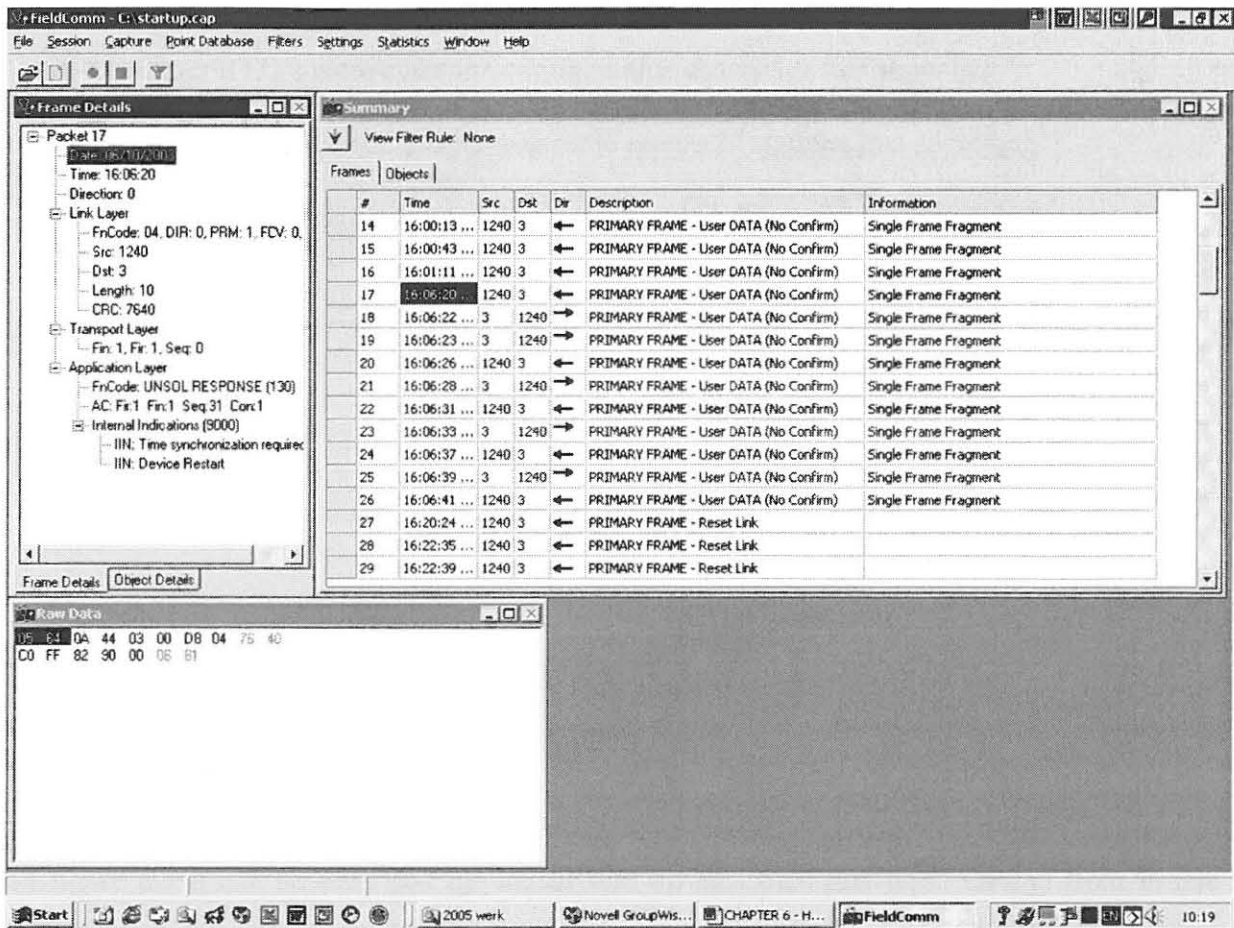 FieldComm - C:\startup.cap
File Session Capture Point Database Filters Settings Statistics Window Help
Frame Details
Packet 17
Date: 06/10/2003
Time: 16:06:20
Direction: 0
Link Layer
FnCode: 04, DIR: 0, PRM: 1, FCV: 0,
Src: 1240
Dst: 3
Length: 10
CRC: 7640
Transport Layer
Fin: 1, Fir: 1, Seq: 0
Application Layer
FnCode: UNSOL RESPONSE (130)
AC: Fir:1 Fin:1 Seq:31 Con:1
Internal Indications (9000)
IIN: Time synchronization required
IIN: Device Restart
Frame Details Object Details
Summary
View Filter Rule: None
Frames Objects
# Time Src Dst Dir Description Information
14 16:00:13 ... 1240 3 PRIMARY FRAME - User DATA (No Confirm) Single Frame Fragment
15 16:00:43 ... 1240 3 PRIMARY FRAME - User DATA (No Confirm) Single Frame Fragment
16 16:01:11 ... 1240 3 PRIMARY FRAME - User DATA (No Confirm) Single Frame Fragment
17 16:06:20 ... 1240 3 PRIMARY FRAME - User DATA (No Confirm) Single Frame Fragment
18 16:06:22 ... 3 1240 PRIMARY FRAME - User DATA (No Confirm) Single Frame Fragment
19 16:06:23 ... 3 1240 PRIMARY FRAME - User DATA (No Confirm) Single Frame Fragment
20 16:06:26 ... 1240 3 PRIMARY FRAME - User DATA (No Confirm) Single Frame Fragment
21 16:06:28 ... 3 1240 PRIMARY FRAME - User DATA (No Confirm) Single Frame Fragment
22 16:06:31 ... 1240 3 PRIMARY FRAME - User DATA (No Confirm) Single Frame Fragment
23 16:06:33 ... 3 1240 PRIMARY FRAME - User DATA (No Confirm) Single Frame Fragment
24 16:06:37 ... 1240 3 PRIMARY FRAME - User DATA (No Confirm) Single Frame Fragment
25 16:06:39 ... 3 1240 PRIMARY FRAME - User DATA (No Confirm) Single Frame Fragment
26 16:06:41 ... 1240 3 PRIMARY FRAME - User DATA (No Confirm) Single Frame Fragment
27 16:20:24 ... 1240 3 PRIMARY FRAME - Reset Link
28 16:22:35 ... 1240 3 PRIMARY FRAME - Reset Link
29 16:22:39 ... 1240 3 PRIMARY FRAME - Reset Link
Raw Data
05 64 0A 44 03 00 D8 04 76 40
C0 FF 82 90 00 06 81
Start 2005 werk Novell GroupWis... CHAPTER 6 - H... FieldComm EN 10:19